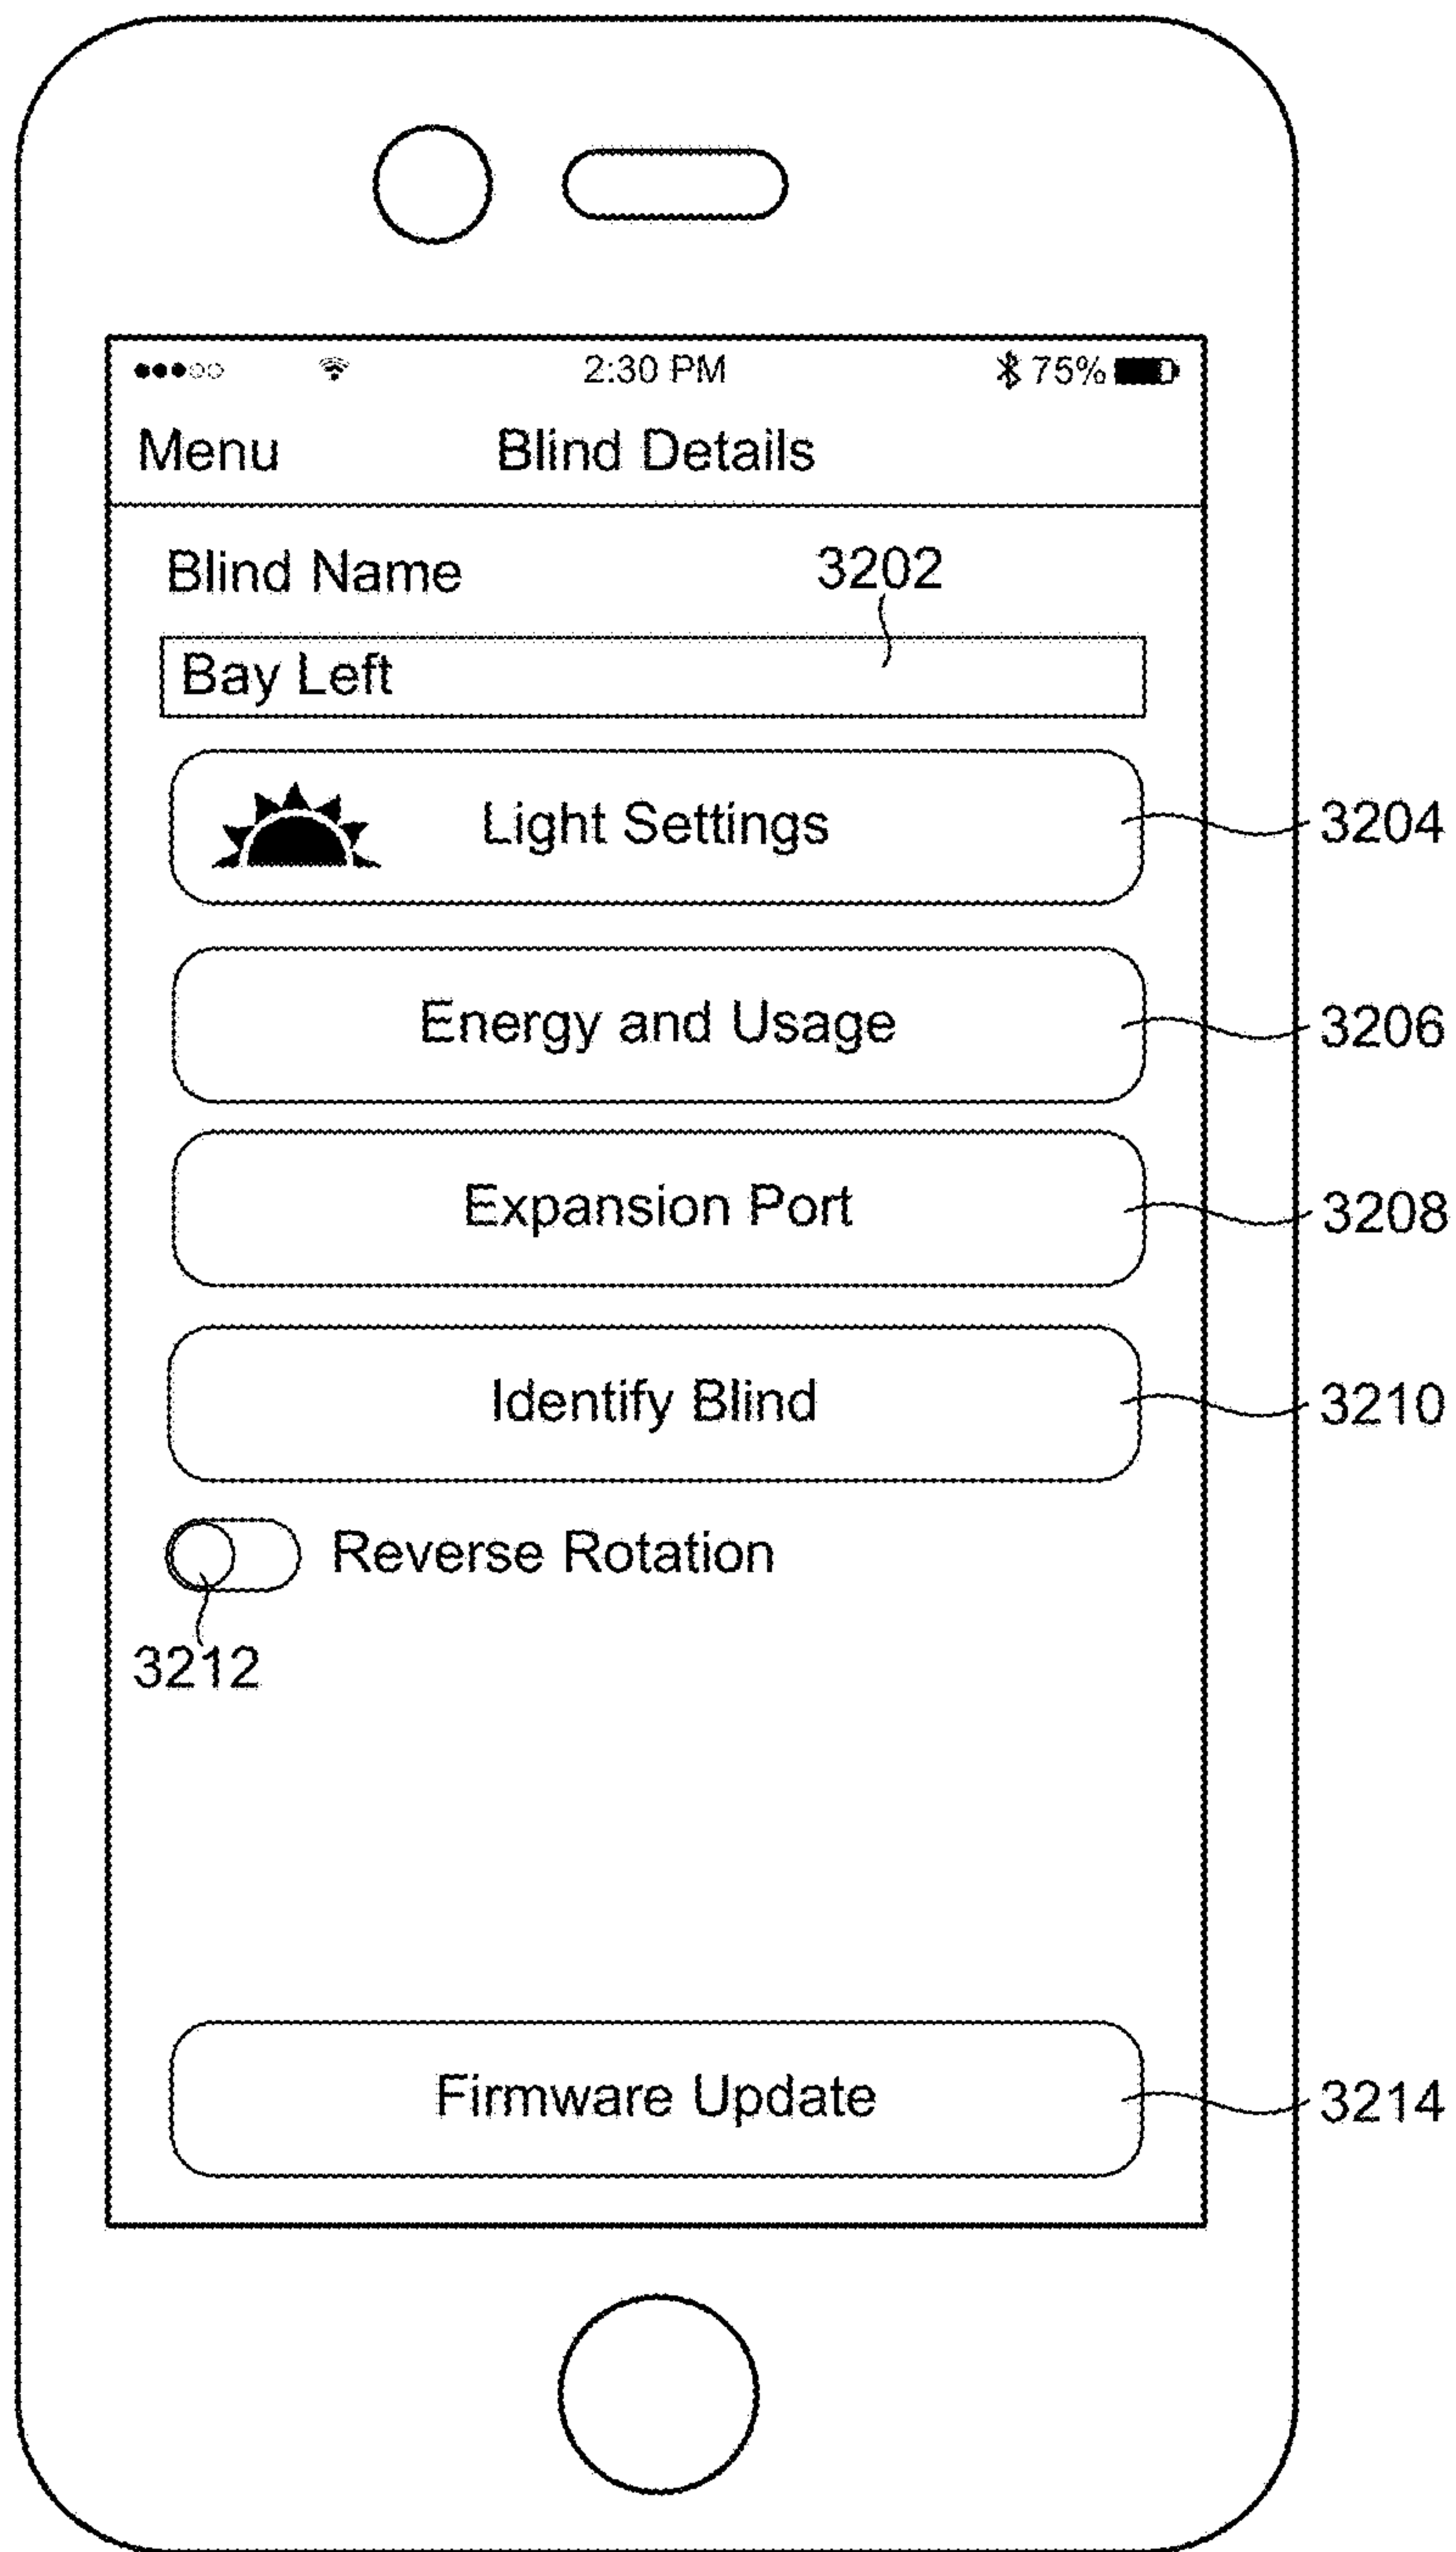 2:30 PM 75%
Menu Blind Details
Blind Name 3202
Bay Left
Light Settings 3204
Energy and Usage 3206
Expansion Port 3208
Identify Blind 3210
Reverse Rotation
3212
Firmware Update 3214